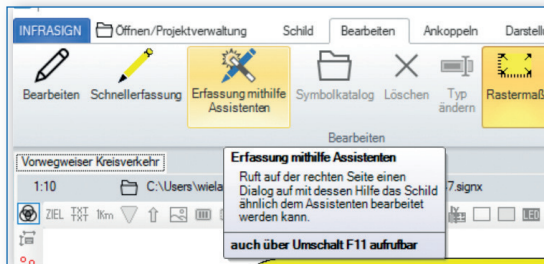 INFRASIGN Öffnen/Projektverwaltung Schild Bearbeiten Ankoppeln
Bearbeiten Schnellerfassung Erfassung mithilfe Assistenten Symbolkatalog Löschen Typ ändern Rastermaß
Bearbeiten
Vorwegweiser Kreisverkehr
Erfassung mithilfe Assistenten
Ruft auf der rechten Seite einen
Dialog auf mit dessen Hilfe das Schild
ähnlich dem Assistenten bearbeitet
werden kann.
auch über Umschalt F11 aufrufbar
1:10 C:\Users\wiela 7.signx
ZIEL TXT 1Km LED